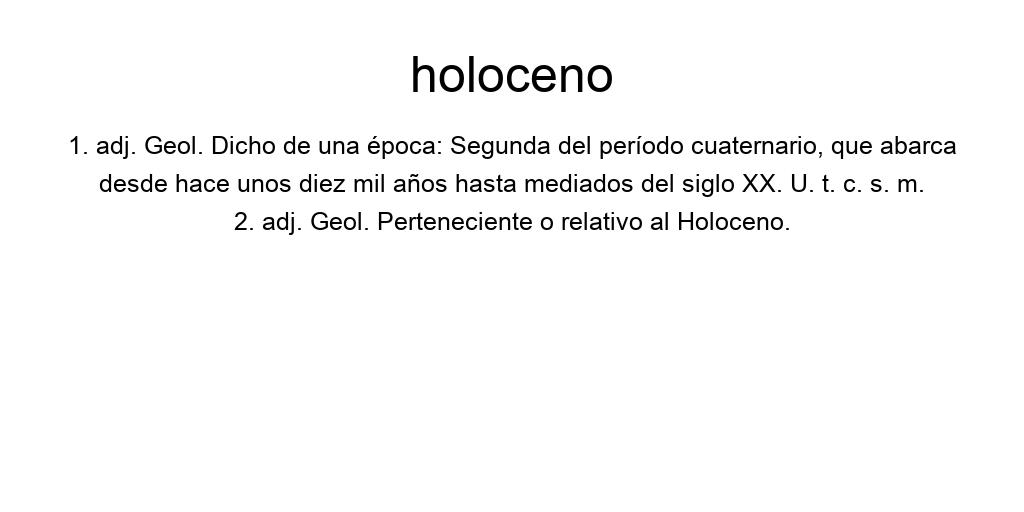 holoceno
1. adj. Geol. Dicho de una época: Segunda del período cuaternario, que abarca
desde hace unos diez mil años hasta mediados del siglo XX. U. t. c. s. m.
2. adj. Geol. Perteneciente o relativo al Holoceno.